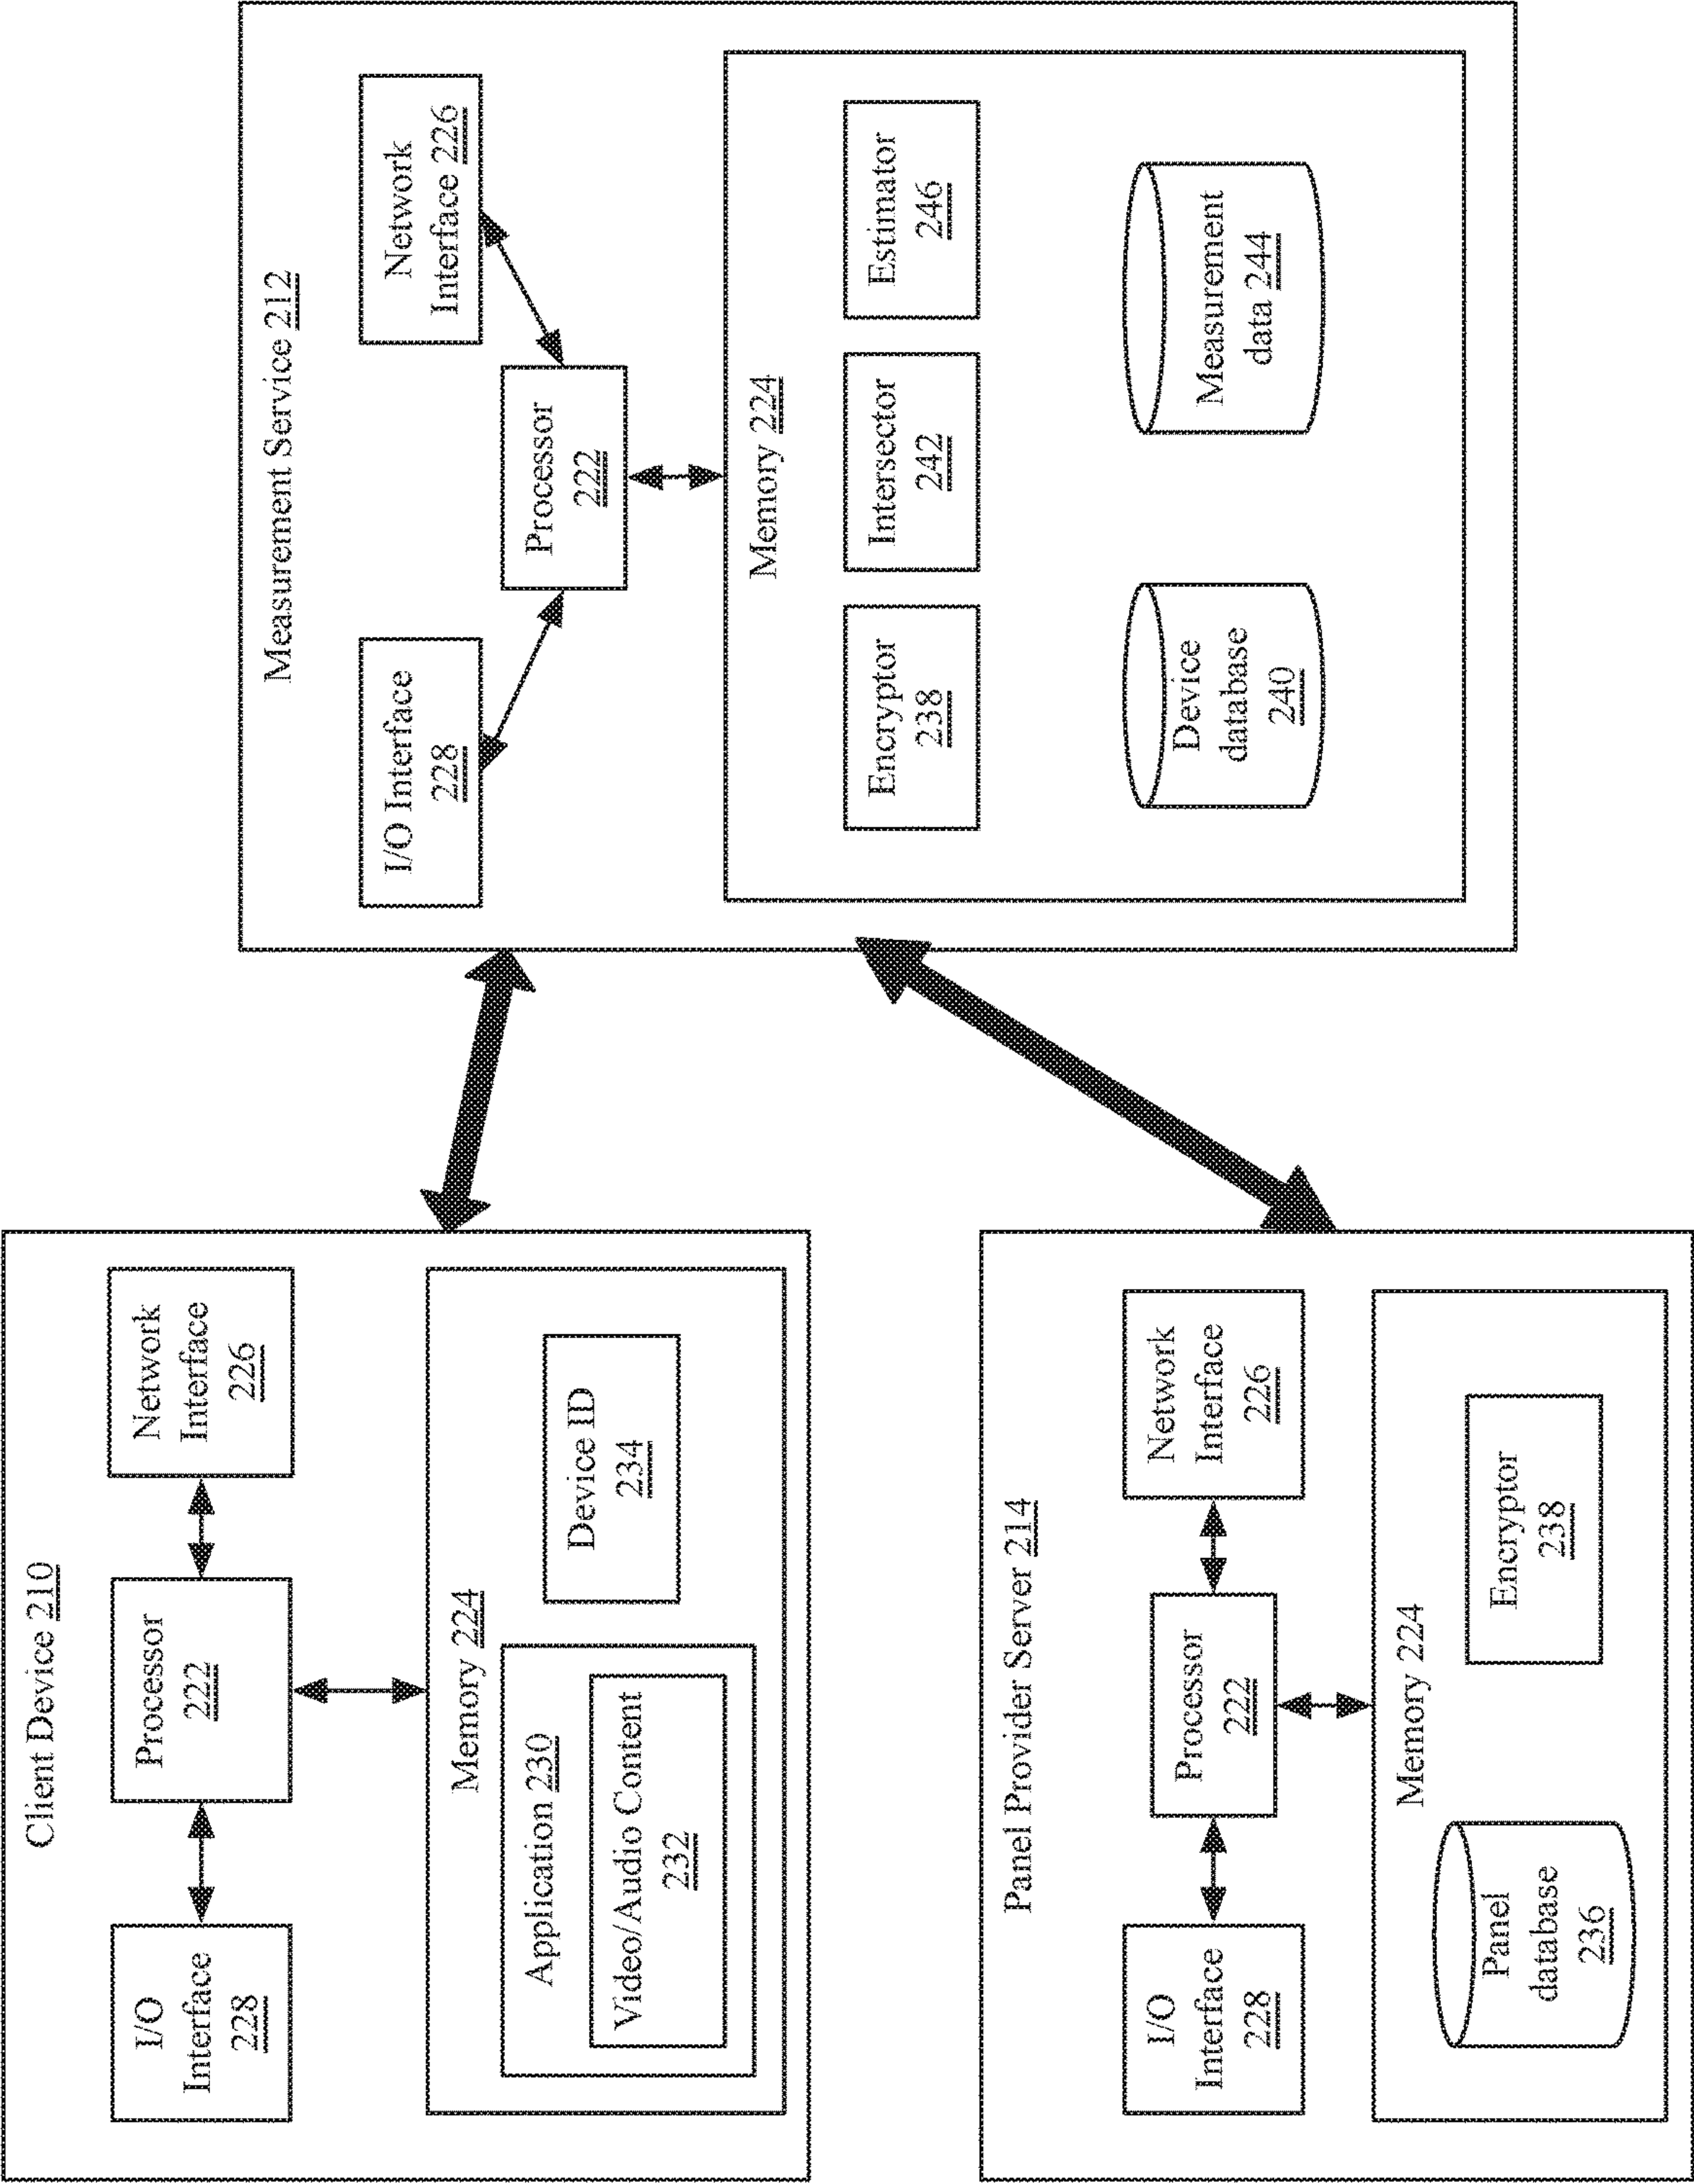 Client Device 210
I/O
Interface
228
Processor
222
Network
Interface
226
Memory 224
Application 230
Video/Audio Content
232
Device ID
234
Panel Provider Server 214
I/O
Interface
228
Processor
222
Network
Interface
226
Memory 224
Panel
database
236
Encryptor
238
Measurement Service 212
I/O Interface
228
Processor
222
Network
Interface 226
Memory 224
Encryptor
238
Intersector
242
Estimator
246
Device
database
240
Measurement
data 244